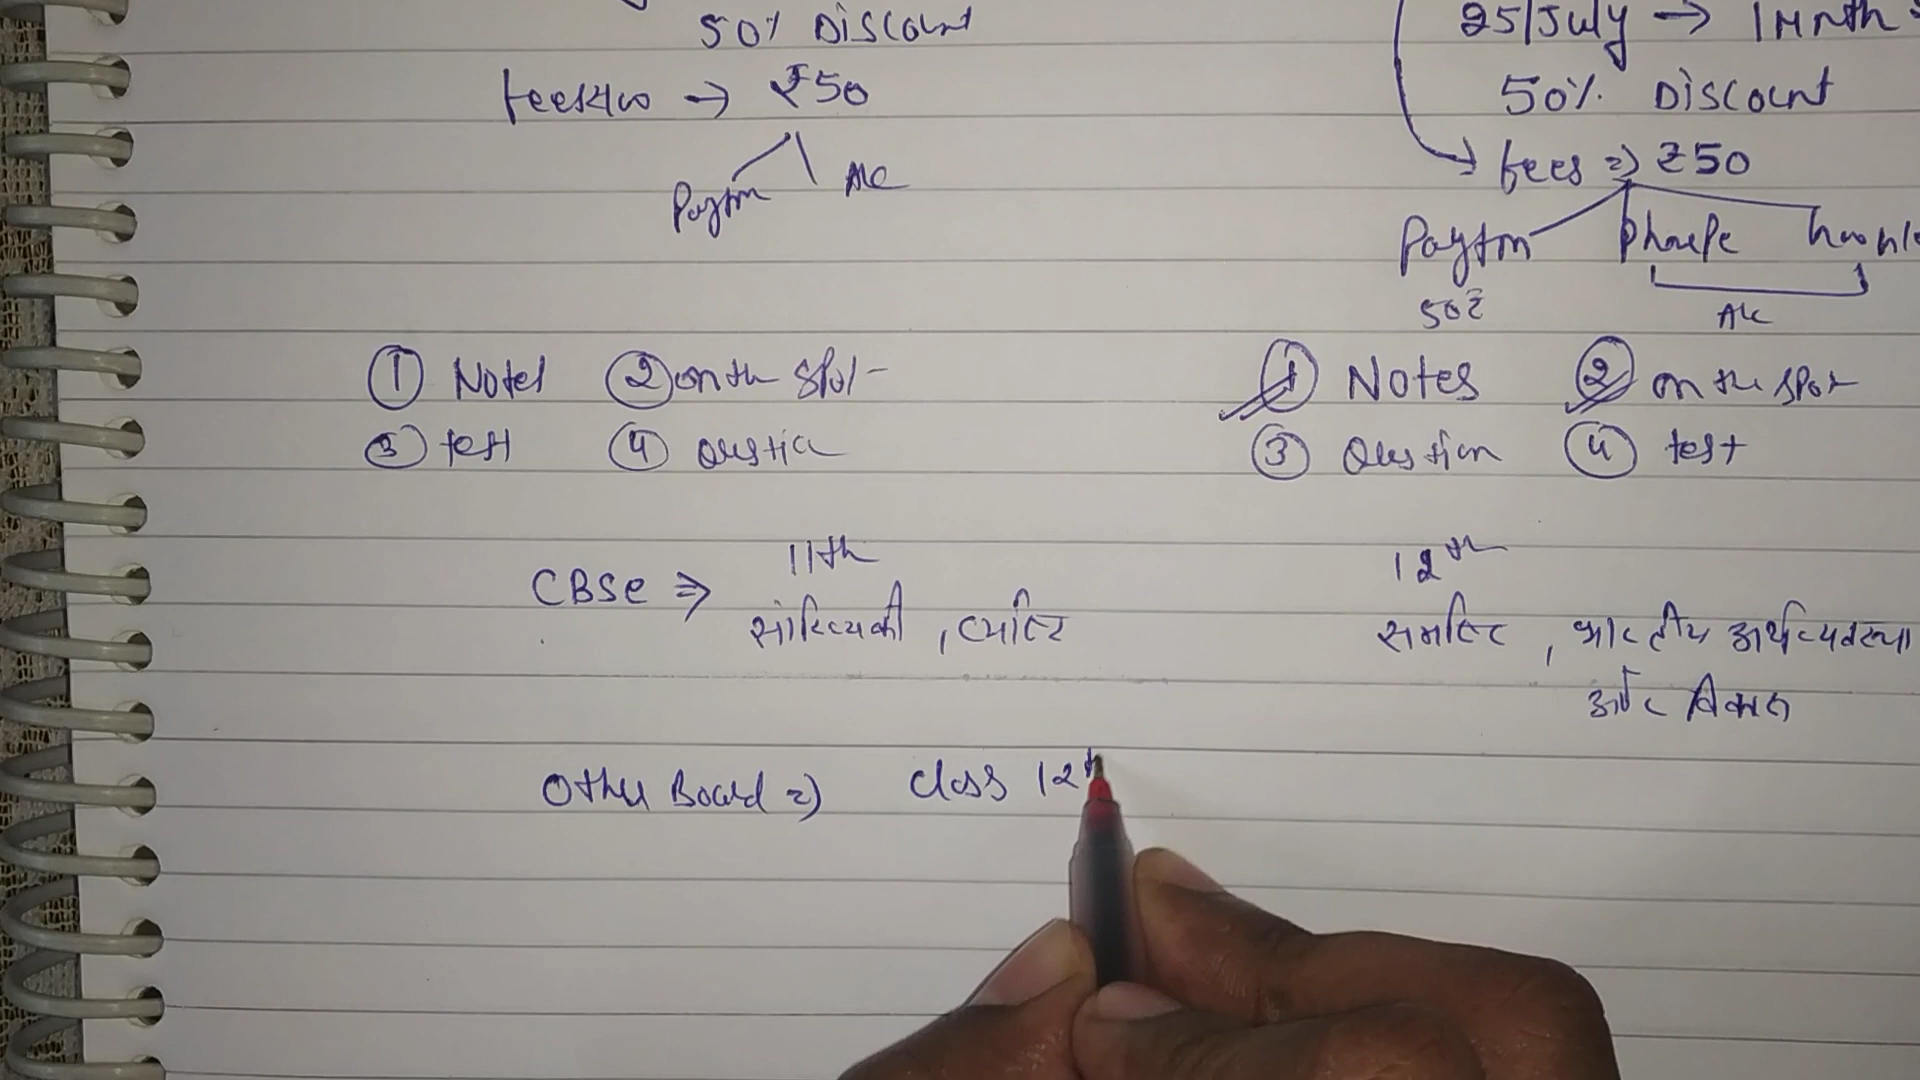 50% Discount
25/July → 1 Month
→ ₹50
50% Discount
fees ⇒ ₹50
Paytm A/c
Paytm PhonePe
50₹ A/c
① Notes ② on the spot
③ test ④ Question
① Notes ② on the spot
③ Question ④ test
11th
12th
CBSE ⇒
सांख्यिकी , व्यष्टि
समष्टि , भारतीय अर्थव्यवस्था
और विकास
Other Board ⇒ Class 12th